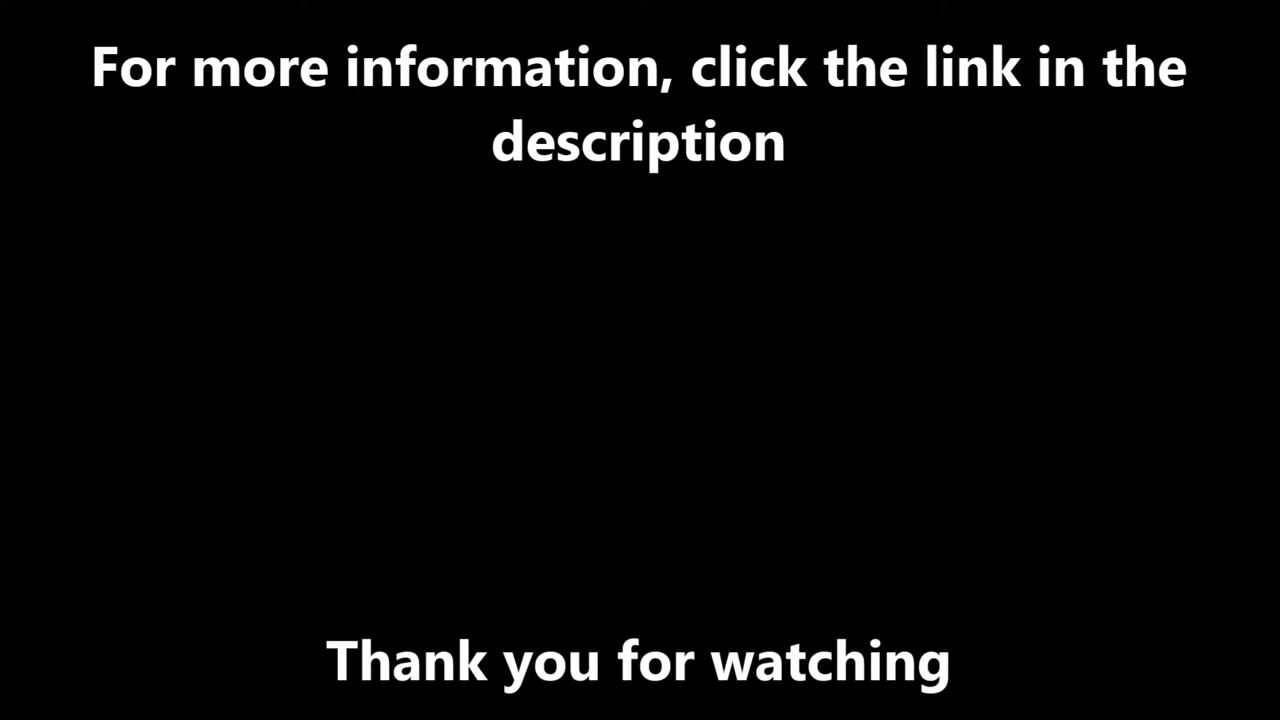 For more information, click the link in the
description
Thank you for watching